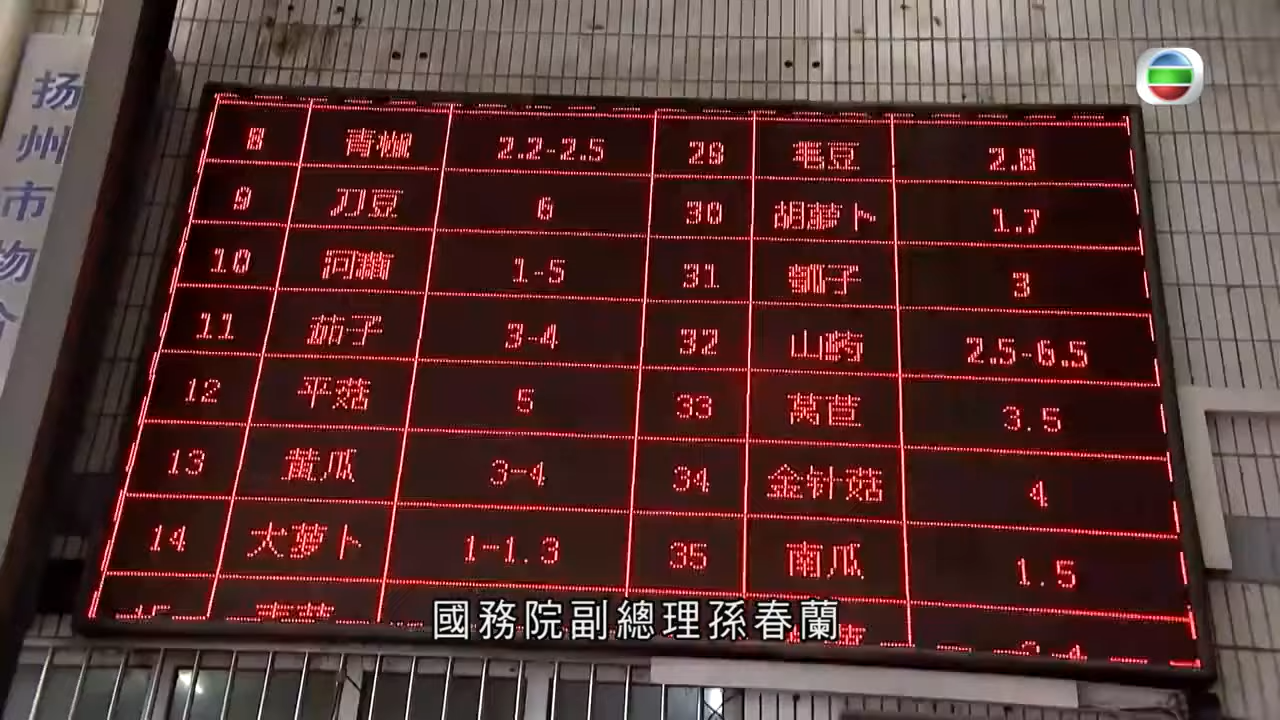 扬州市物
8 青椒 2.2-2.5 29 毛豆 2.8
9 刀豆 6 30 胡萝卜 1.7
10 河藕 1-5 31 瓠子 3
11 茄子 3-4 32 山药 2.5-6.5
12 平菇 5 33 萵苣 3.5
13 黄瓜 3-4 34 金针菇 4
14 大萝卜 1-1.3 35 南瓜 1.5
國務院副總理孫春蘭